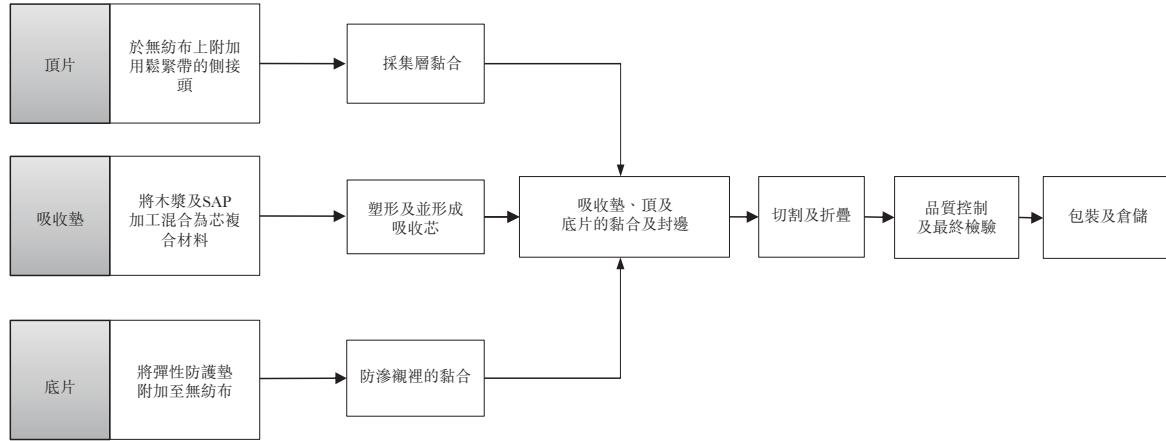 頂片
於無紡布上附加
用鬆緊帶的側接
頭
採集層黏合
吸收墊
將木漿及SAP
加工混合為芯複
合材料
塑形及並形成
吸收芯
吸收墊、頂及
底片的黏合及封邊
切割及折疊
品質控制
及最終檢驗
包裝及倉儲
底片
將彈性防護墊
附加至無紡布
防滲襯裡的黏合